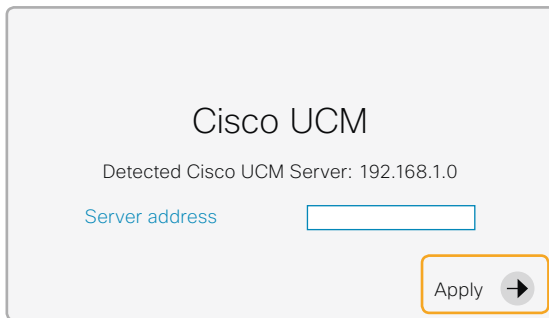 Cisco UCM
Detected Cisco UCM Server: 192.168.1.0
Server address
Apply